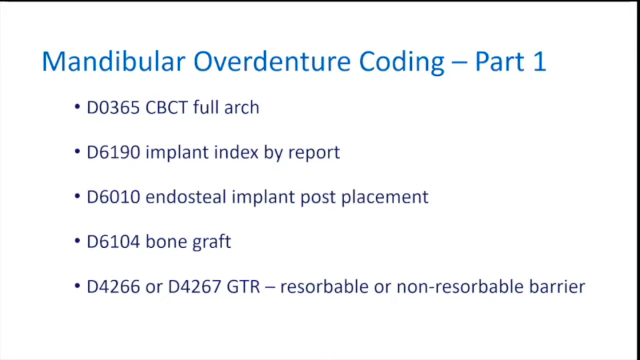 Mandibular Overdenture Coding – Part 1
• D0365 CBCT full arch
• D6190 implant index by report
• D6010 endosteal implant post placement
• D6104 bone graft
• D4266 or D4267 GTR – resorbable or non-resorbable barrier